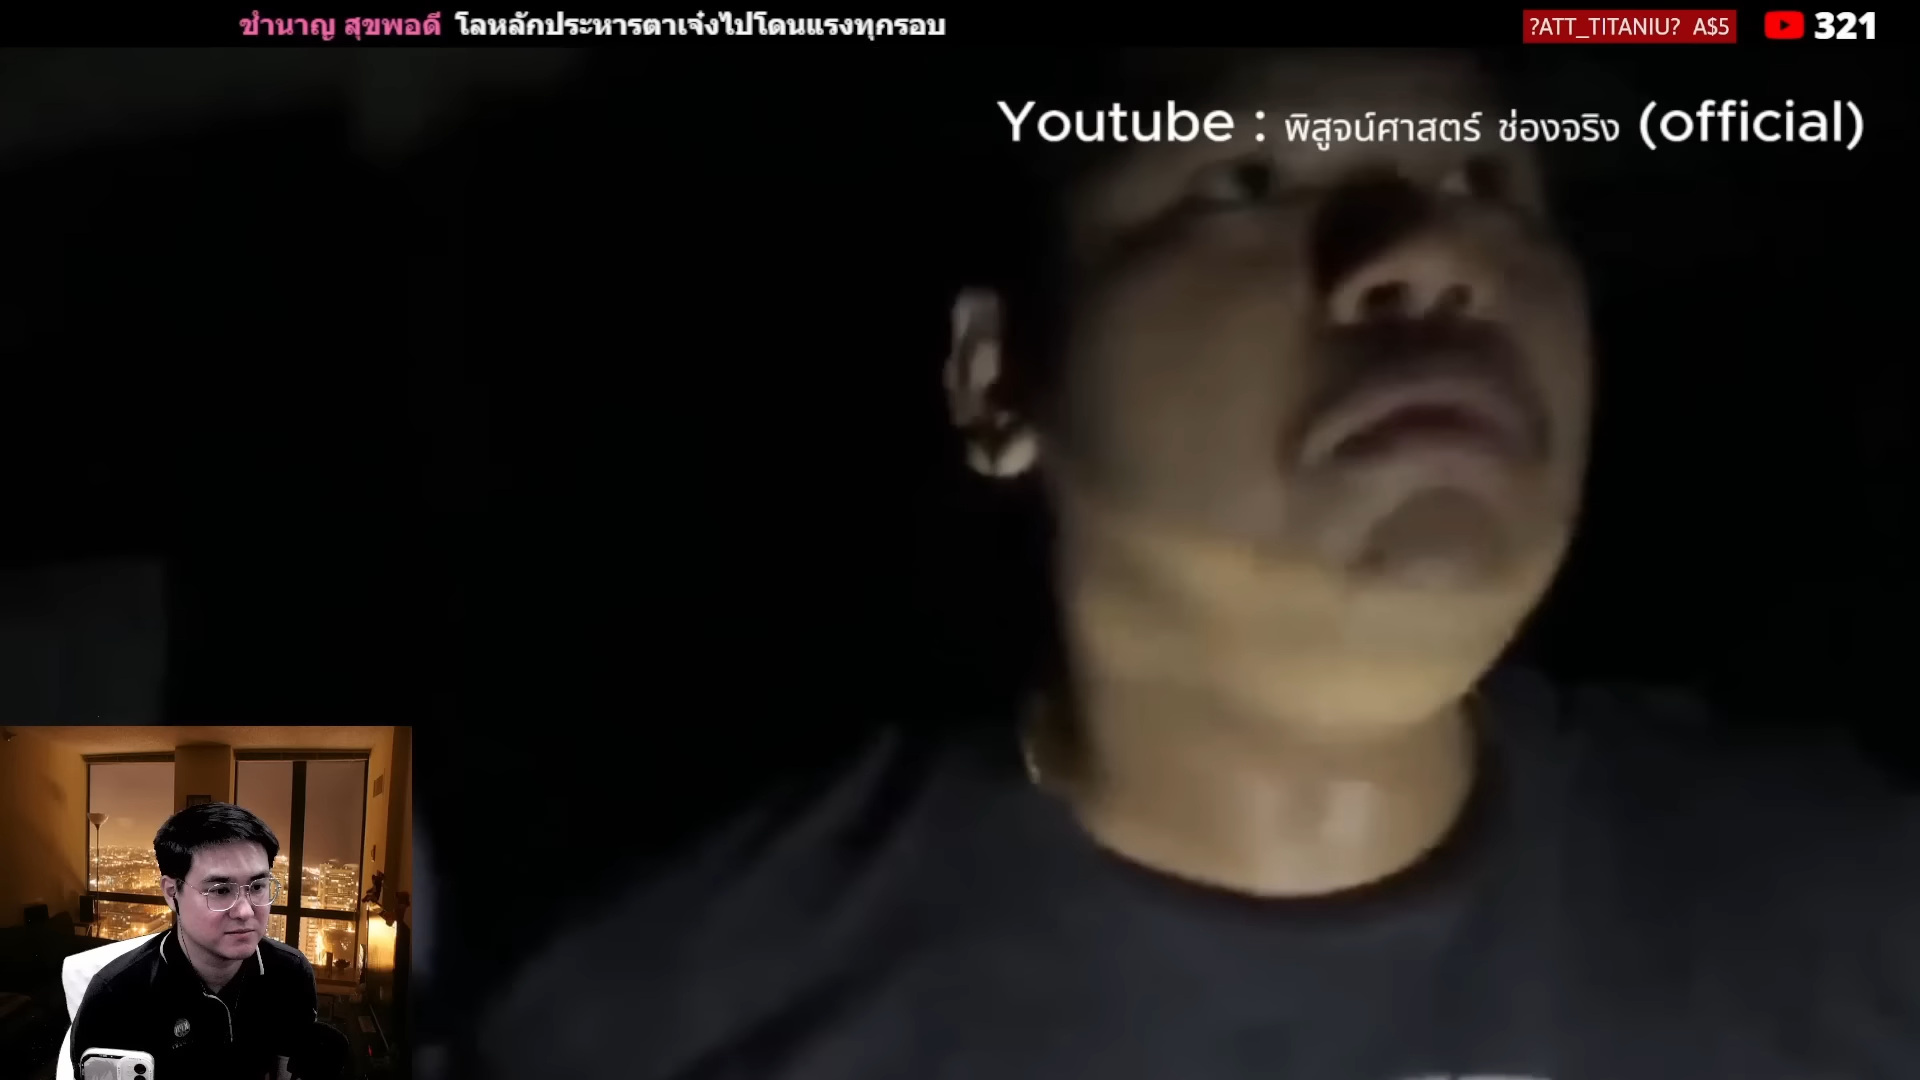 ชำนาญ สุขพอดี โลหลักประหารตาเจ๋งไปโดนแรงทุกรอบ
?ATT_TITANIU? A$5
321
Youtube : พิสูจน์ศาสตร์ ช่องจริง (official)